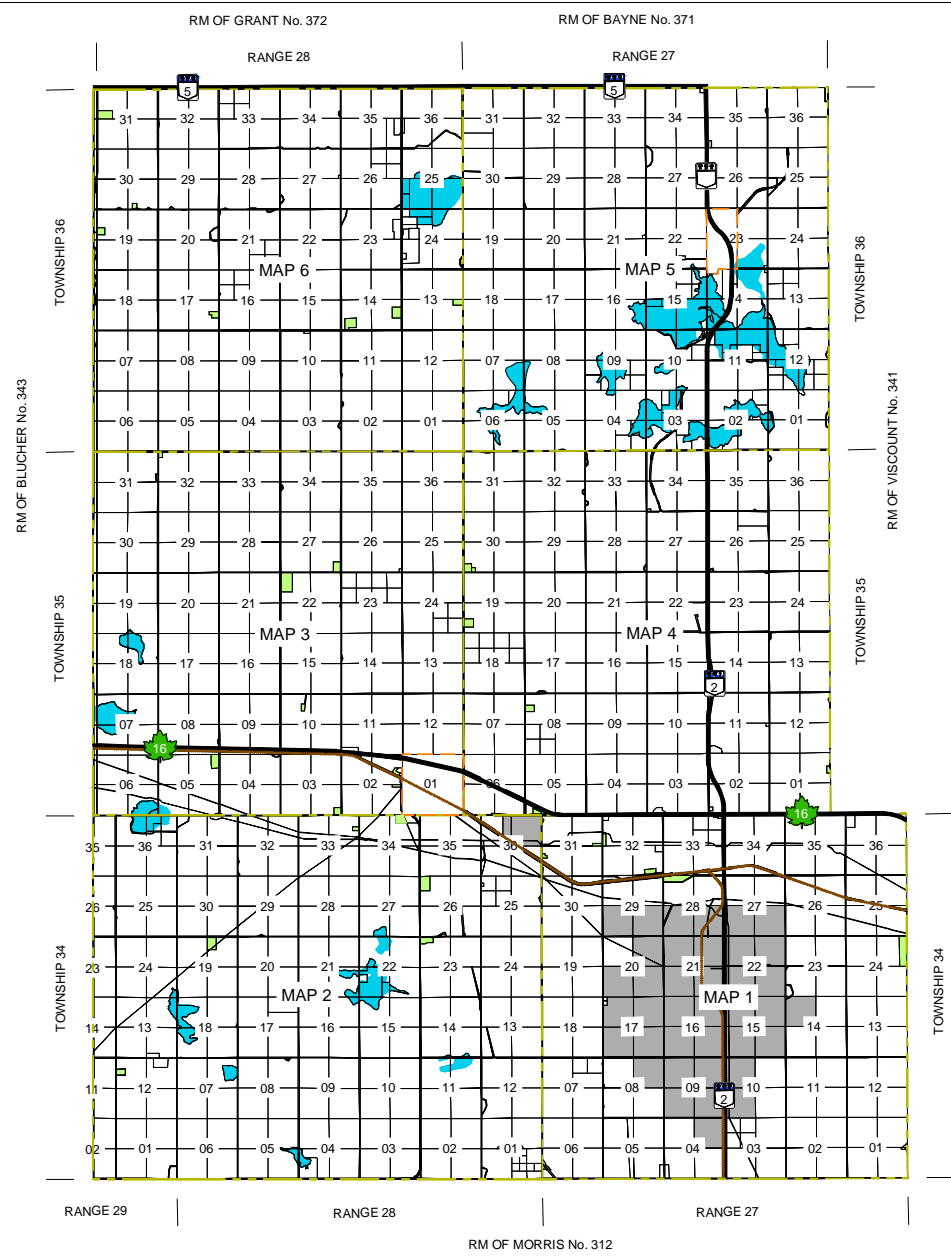 RM OF GRANT No. 372 RM OF BAYNE No. 371
RANGE 28 RANGE 27
5 5
31 32 33 34 35 36 31 32 33 34 35 36
30 29 28 27 26 25 30 29 28 27 26 25
TOWNSHIP 36 TOWNSHIP 36
19 20 21 22 23 24 19 20 21 22 23 24
MAP 6 MAP 5
18 17 16 15 14 13 18 17 16 15 4 13
07 08 09 10 11 12 07 08 09 10 11 12
RM OF BLUCHER No. 343 RM OF VISCOUNT No. 341
06 05 04 03 02 01 06 05 04 03 02 01
31 32 33 34 35 36 31 32 33 34 35 36
30 29 28 27 26 25 30 29 28 27 26 25
TOWNSHIP 35 TOWNSHIP 35
19 20 21 22 23 24 19 20 21 22 23 24
MAP 3 MAP 4
18 17 16 15 14 13 18 17 16 15 14 13
2
07 08 09 10 11 12 07 08 09 10 11 12
16
06 05 04 03 02 01 06 05 04 03 02 01
16
35 36 31 32 33 34 35 36 31 32 33 34 35 36
26 25 30 29 28 27 26 25 30 29 28 27 26 25
TOWNSHIP 34 TOWNSHIP 34
23 24 19 20 21 22 23 24 19 20 21 22 23 24
MAP 2 MAP 1
14 13 18 17 16 15 14 13 18 17 16 15 14 13
11 12 07 08 09 10 11 12 07 08 09 10 11 12
2
02 01 06 05 04 03 02 01 06 05 04 03 02 01
RANGE 29 RANGE 28 RANGE 27
RM OF MORRIS No. 312